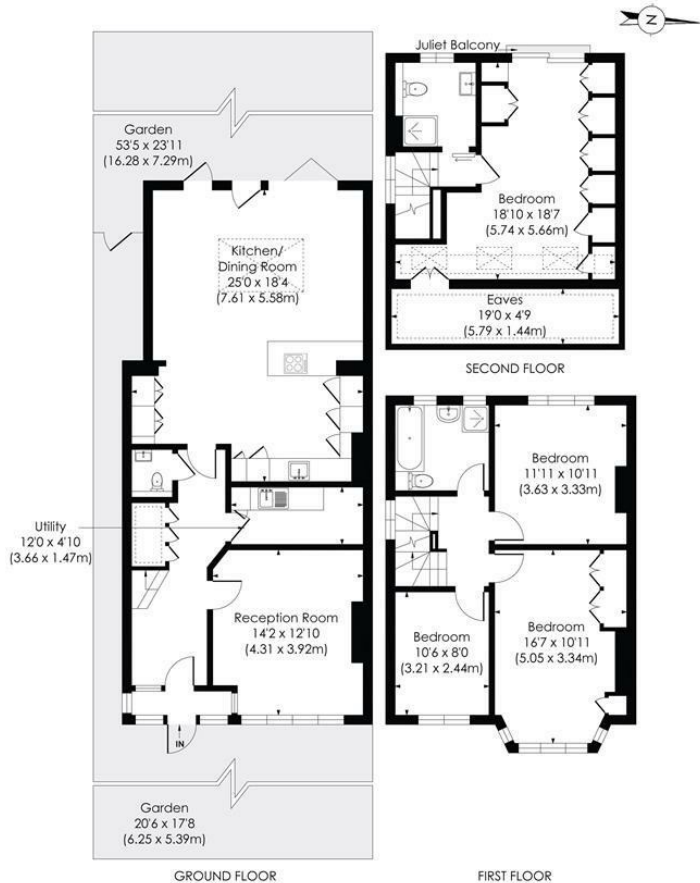 N
Juliet Balcony
Garden
53'5 x 23'11
(16.28 x 7.29m)
Bedroom
18'10 x 18'7
(5.74 x 5.66m)
Kitchen/
Dining Room
25'0 x 18'4
(7.61 x 5.58m)
Eaves
19'0 x 4'9
(5.79 x 1.44m)
SECOND FLOOR
Bedroom
11'11 x 10'11
(3.63 x 3.33m)
Utility
12'0 x 4'10
(3.66 x 1.47m)
Reception Room
14'2 x 12'10
(4.31 x 3.92m)
Bedroom
16'7 x 10'11
(5.05 x 3.34m)
Bedroom
10'6 x 8'0
(3.21 x 2.44m)
IN
Garden
20'6 x 17'8
(6.25 x 5.39m)
GROUND FLOOR
FIRST FLOOR